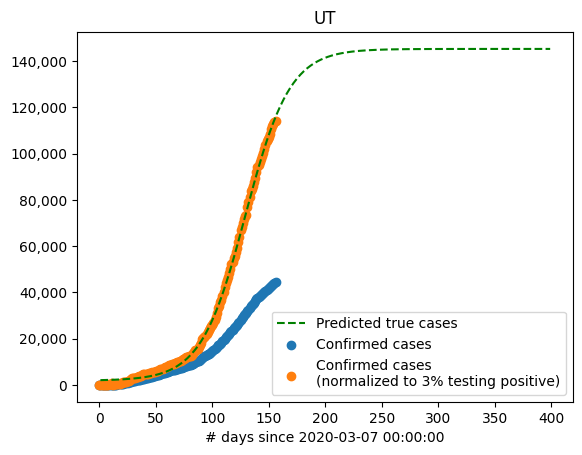 UT
140,000
120,000
100,000
80,000
60,000
40,000
20,000
0
Predicted true cases
Confirmed cases
Confirmed cases
(normalized to 3% testing positive)
0 50 100 150 200 250 300 350 400
# days since 2020-03-07 00:00:00